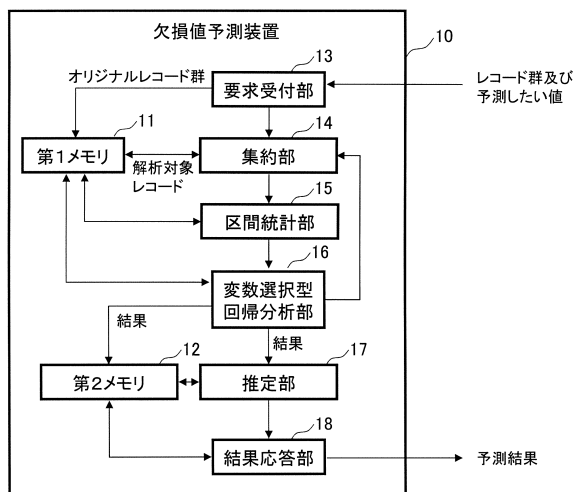 欠損値予測装置
10
13
オリジナルレコード群
要求受付部
レコード群及び
予測したい値
11
14
第1メモリ
集約部
解析対象
レコード
15
区間統計部
16
変数選択型
回帰分析部
結果
結果
12
17
第2メモリ
推定部
18
結果応答部
予測結果